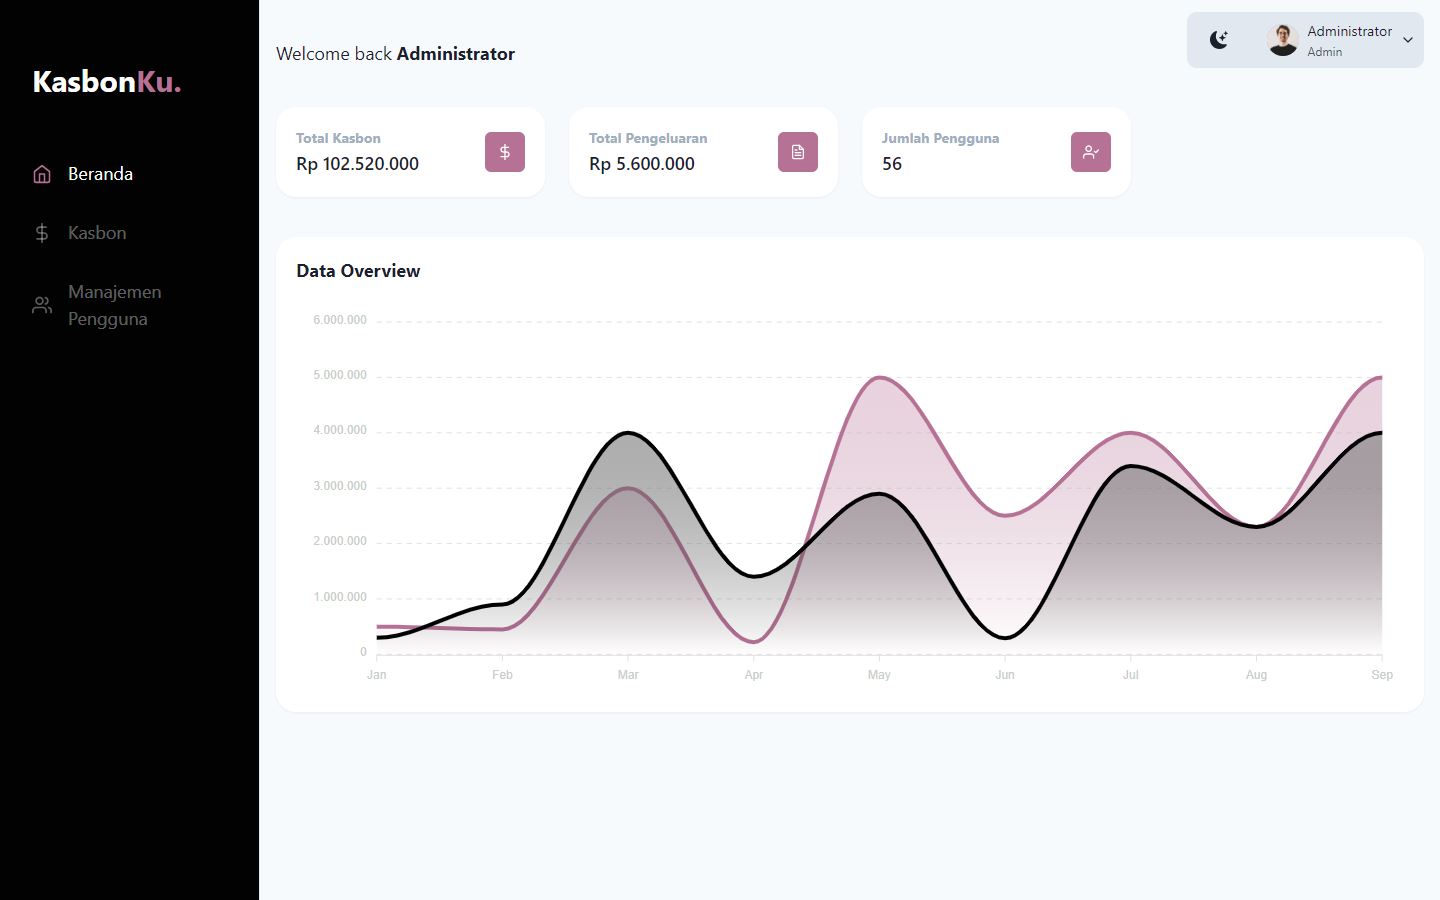 KasbonKu.
Beranda
Kasbon
Manajemen
Pengguna
Welcome back Administrator
Administrator
Admin
Total Kasbon
Rp 102.520.000
Total Pengeluaran
Rp 5.600.000
Jumlah Pengguna
56
Data Overview
6.000.000
5.000.000
4.000.000
3.000.000
2.000.000
1.000.000
0
Jan Feb Mar Apr May Jun Jul Aug Sep